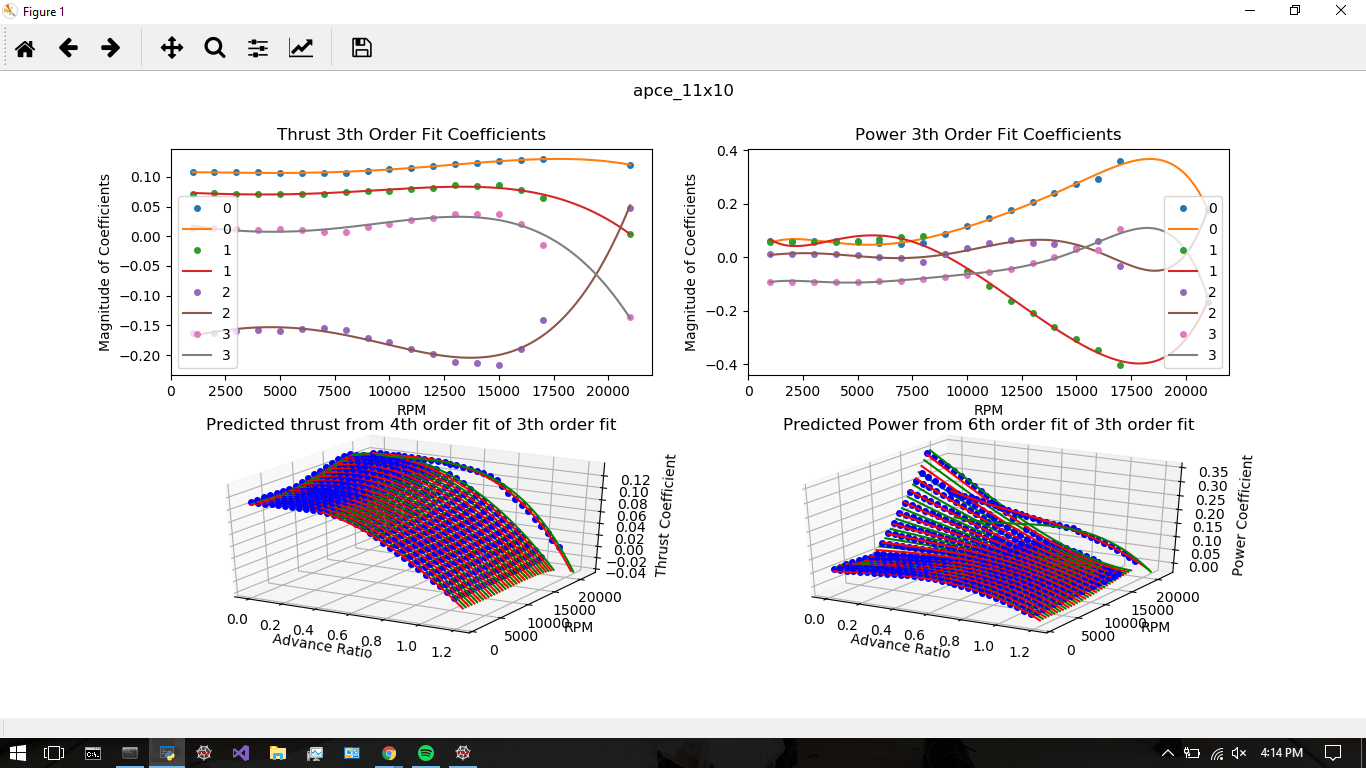 Figure 1
apce_11x10
Thrust 3th Order Fit Coefficients
Magnitude of Coefficients
0.10
0.05
0.00
−0.05
−0.10
−0.15
−0.20
0
0
1
1
2
2
3
3
0 2500 5000 7500 10000 12500 15000 17500 20000
RPM
Power 3th Order Fit Coefficients
Magnitude of Coefficients
0.4
0.2
0.0
−0.2
−0.4
0
0
1
1
2
2
3
3
0 2500 5000 7500 10000 12500 15000 17500 20000
RPM
Predicted thrust from 4th order fit of 3th order fit
Thrust Coefficient
0.12
0.10
0.08
0.06
0.04
0.02
0.00
−0.02
−0.04
0.0 0.2 0.4 0.6 0.8 1.0 1.2
Advance Ratio
0 5000 10000 15000 20000
RPM
Predicted Power from 6th order fit of 3th order fit
Power Coefficient
0.35
0.30
0.25
0.20
0.15
0.10
0.05
0.00
0.0 0.2 0.4 0.6 0.8 1.0 1.2
Advance Ratio
0 5000 10000 15000 20000
RPM
4:14 PM